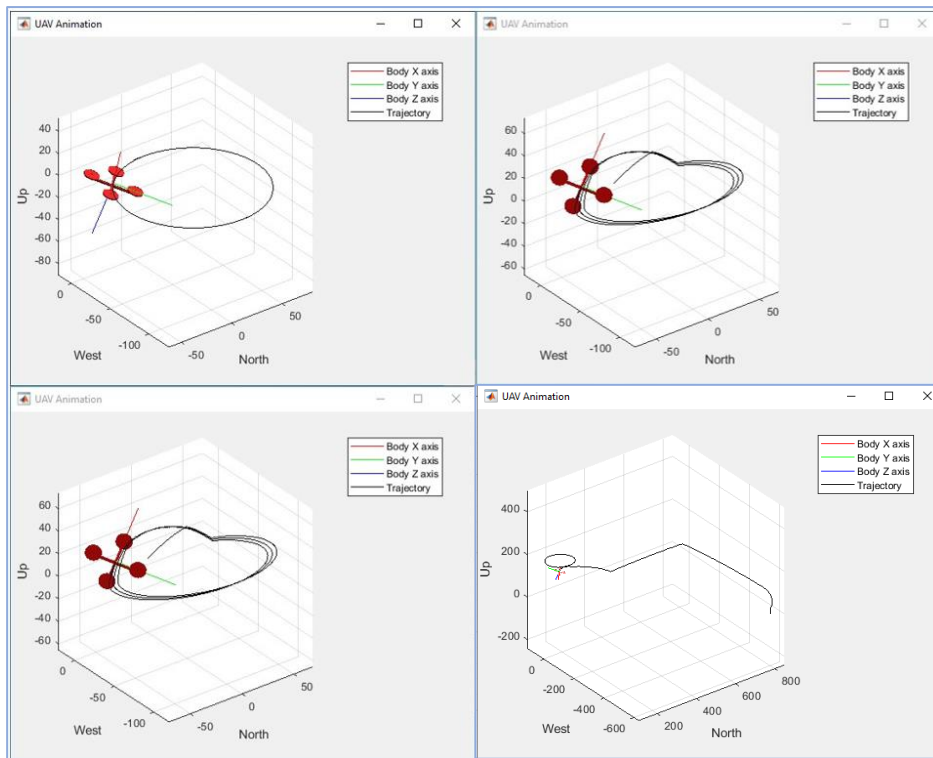 UAV Animation
Body X axis
Body Y axis
Body Z axis
Trajectory
40
20
0
-20
-40
-60
-80
Up
0
-50
-100
West
-50
0
50
North
UAV Animation
Body X axis
Body Y axis
Body Z axis
Trajectory
60
40
20
0
-20
-40
-60
Up
0
-50
-100
West
-50
0
50
North
UAV Animation
Body X axis
Body Y axis
Body Z axis
Trajectory
60
40
20
0
-20
-40
-60
Up
0
-50
-100
West
-50
0
50
North
UAV Animation
Body X axis
Body Y axis
Body Z axis
Trajectory
400
200
0
-200
Up
0
-200
-400
-600
West
200
400
600
800
North